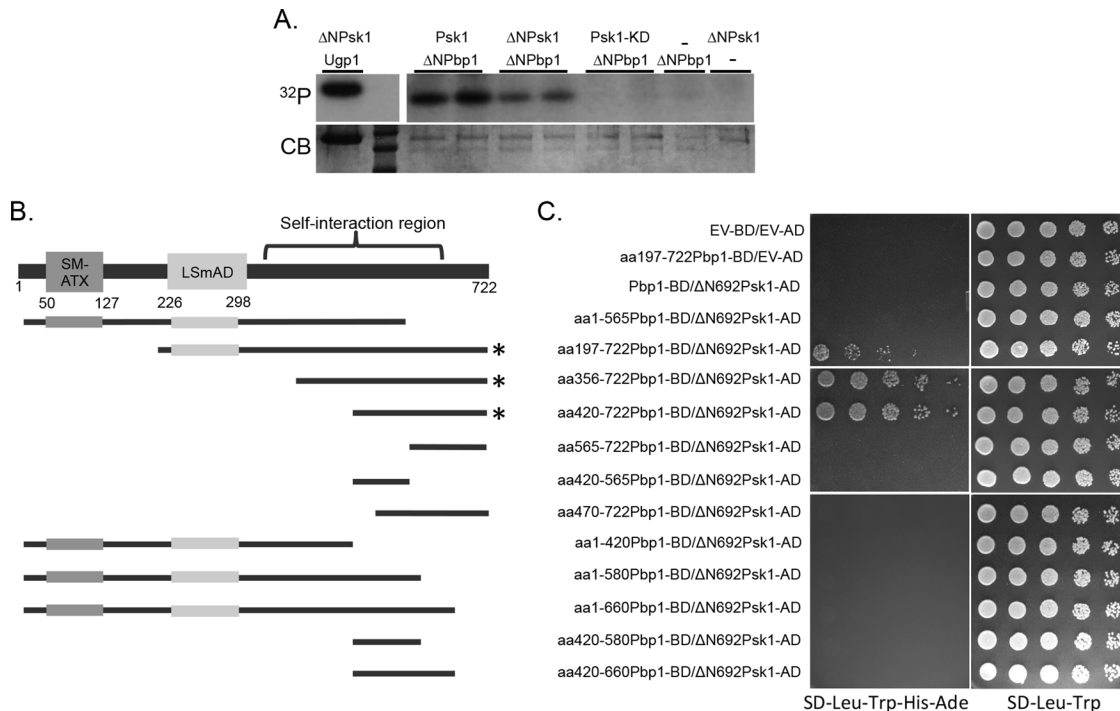 A.
ΔNPsk1 Psk1 ΔNPsk1 Psk1-KD - ΔNPsk1
Ugp1 ΔNPbp1 ΔNPbp1 ΔNPbp1 ΔNPbp1 -
32P
CB
B.
Self-interaction region
SM-
ATX
LSmAD
1 722
50 127 226 298
*
*
*
C.
EV-BD/EV-AD
aa197-722Pbp1-BD/EV-AD
Pbp1-BD/ΔN692Psk1-AD
aa1-565Pbp1-BD/ΔN692Psk1-AD
aa197-722Pbp1-BD/ΔN692Psk1-AD
aa356-722Pbp1-BD/ΔN692Psk1-AD
aa420-722Pbp1-BD/ΔN692Psk1-AD
aa565-722Pbp1-BD/ΔN692Psk1-AD
aa420-565Pbp1-BD/ΔN692Psk1-AD
aa470-722Pbp1-BD/ΔN692Psk1-AD
aa1-420Pbp1-BD/ΔN692Psk1-AD
aa1-580Pbp1-BD/ΔN692Psk1-AD
aa1-660Pbp1-BD/ΔN692Psk1-AD
aa420-580Pbp1-BD/ΔN692Psk1-AD
aa420-660Pbp1-BD/ΔN692Psk1-AD
SD-Leu-Trp-His-Ade SD-Leu-Trp